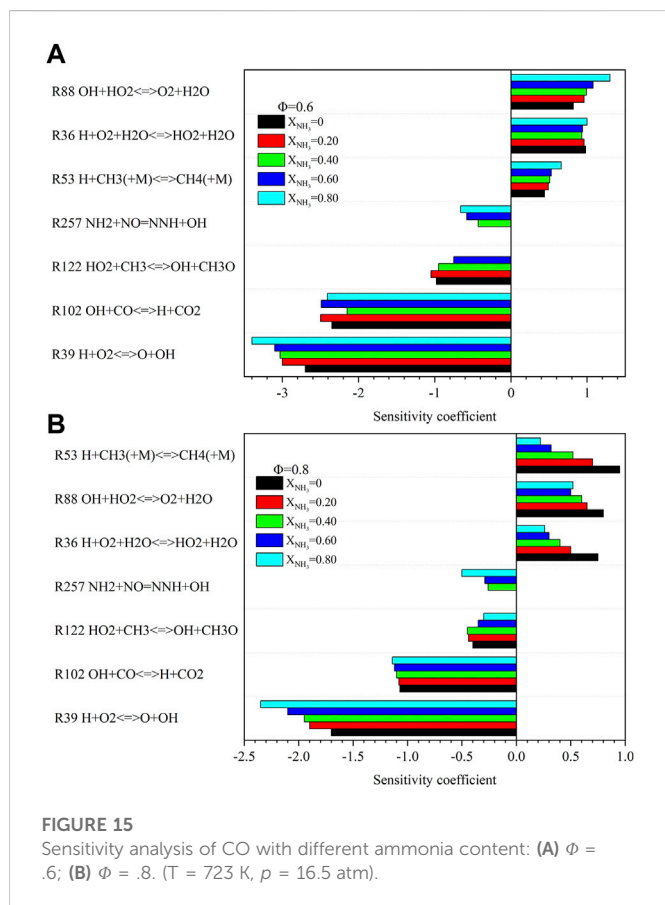 A
R88 OH+HO2<=>O2+H2O
R36 H+O2+H2O<=>HO2+H2O
R53 H+CH3(+M)<=>CH4(+M)
R257 NH2+NO=NNH+OH
R122 HO2+CH3<=>OH+CH3O
R102 OH+CO<=>H+CO2
R39 H+O2<=>O+OH
Φ=0.6
XNH3=0
XNH3=0.20
XNH3=0.40
XNH3=0.60
XNH3=0.80
-3 -2 -1 0 1
Sensitivity coefficient
B
R53 H+CH3(+M)<=>CH4(+M)
R88 OH+HO2<=>O2+H2O
R36 H+O2+H2O<=>HO2+H2O
R257 NH2+NO=NNH+OH
R122 HO2+CH3<=>OH+CH3O
R102 OH+CO<=>H+CO2
R39 H+O2<=>O+OH
Φ=0.8
XNH3=0
XNH3=0.20
XNH3=0.40
XNH3=0.60
XNH3=0.80
-2.5 -2.0 -1.5 -1.0 -0.5 0.0 0.5 1.0
Sensitivity coefficient
FIGURE 15
Sensitivity analysis of CO with different ammonia content: (A) Φ =
.6; (B) Φ = .8. (T = 723 K, p = 16.5 atm).